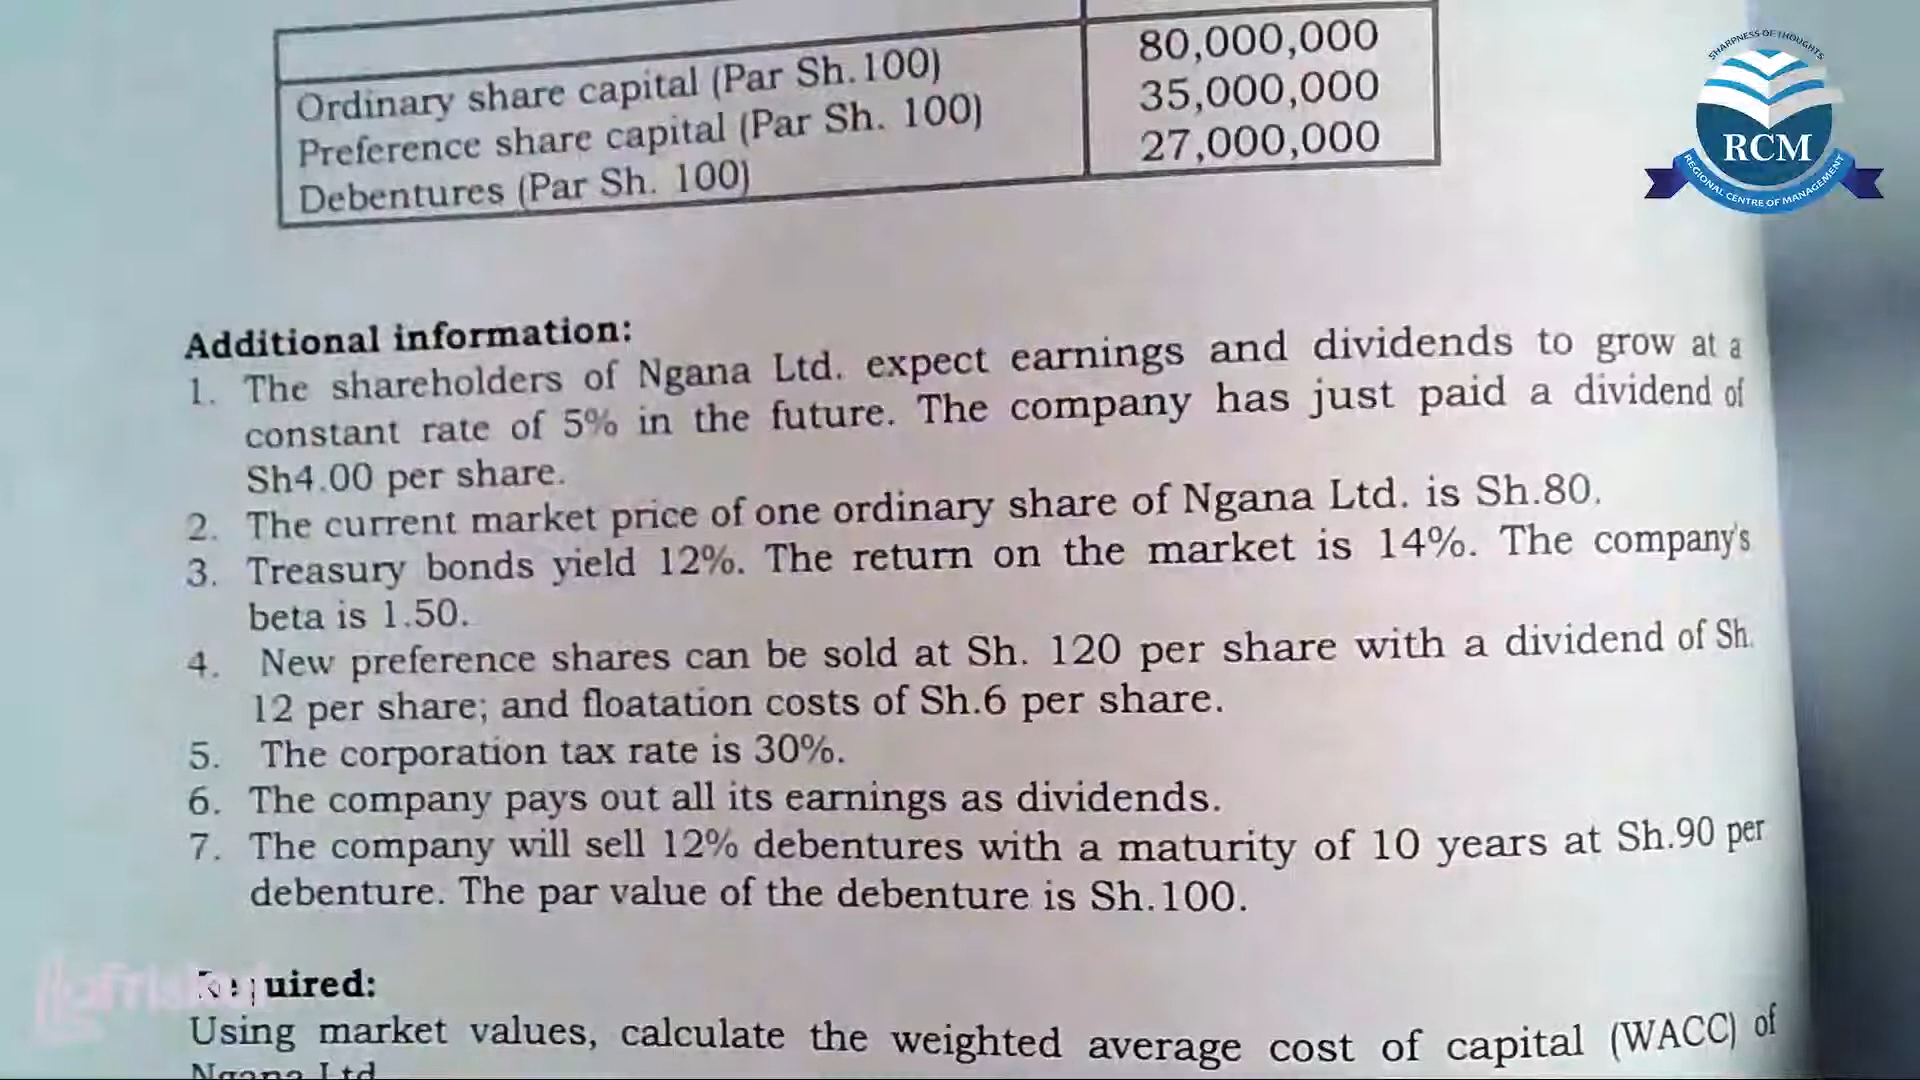 80,000,000
Ordinary share capital (Par Sh.100)
35,000,000
Preference share capital (Par Sh. 100)
27,000,000
Debentures (Par Sh. 100)
SHARPNESS OF THOUGHTS
RCM
REGIONAL CENTRE OF MANAGEMENT
Additional information:
1. The shareholders of Ngana Ltd. expect earnings and dividends to grow at a
constant rate of 5% in the future. The company has just paid a dividend of
Sh4.00 per share.
2. The current market price of one ordinary share of Ngana Ltd. is Sh.80.
3. Treasury bonds yield 12%. The return on the market is 14%. The company's
beta is 1.50.
4. New preference shares can be sold at Sh. 120 per share with a dividend of Sh.
12 per share; and floatation costs of Sh.6 per share.
5. The corporation tax rate is 30%.
6. The company pays out all its earnings as dividends.
7. The company will sell 12% debentures with a maturity of 10 years at Sh.90 per
debenture. The par value of the debenture is Sh.100.
Required:
Using market values, calculate the weighted average cost of capital (WACC) of
Ngana Ltd